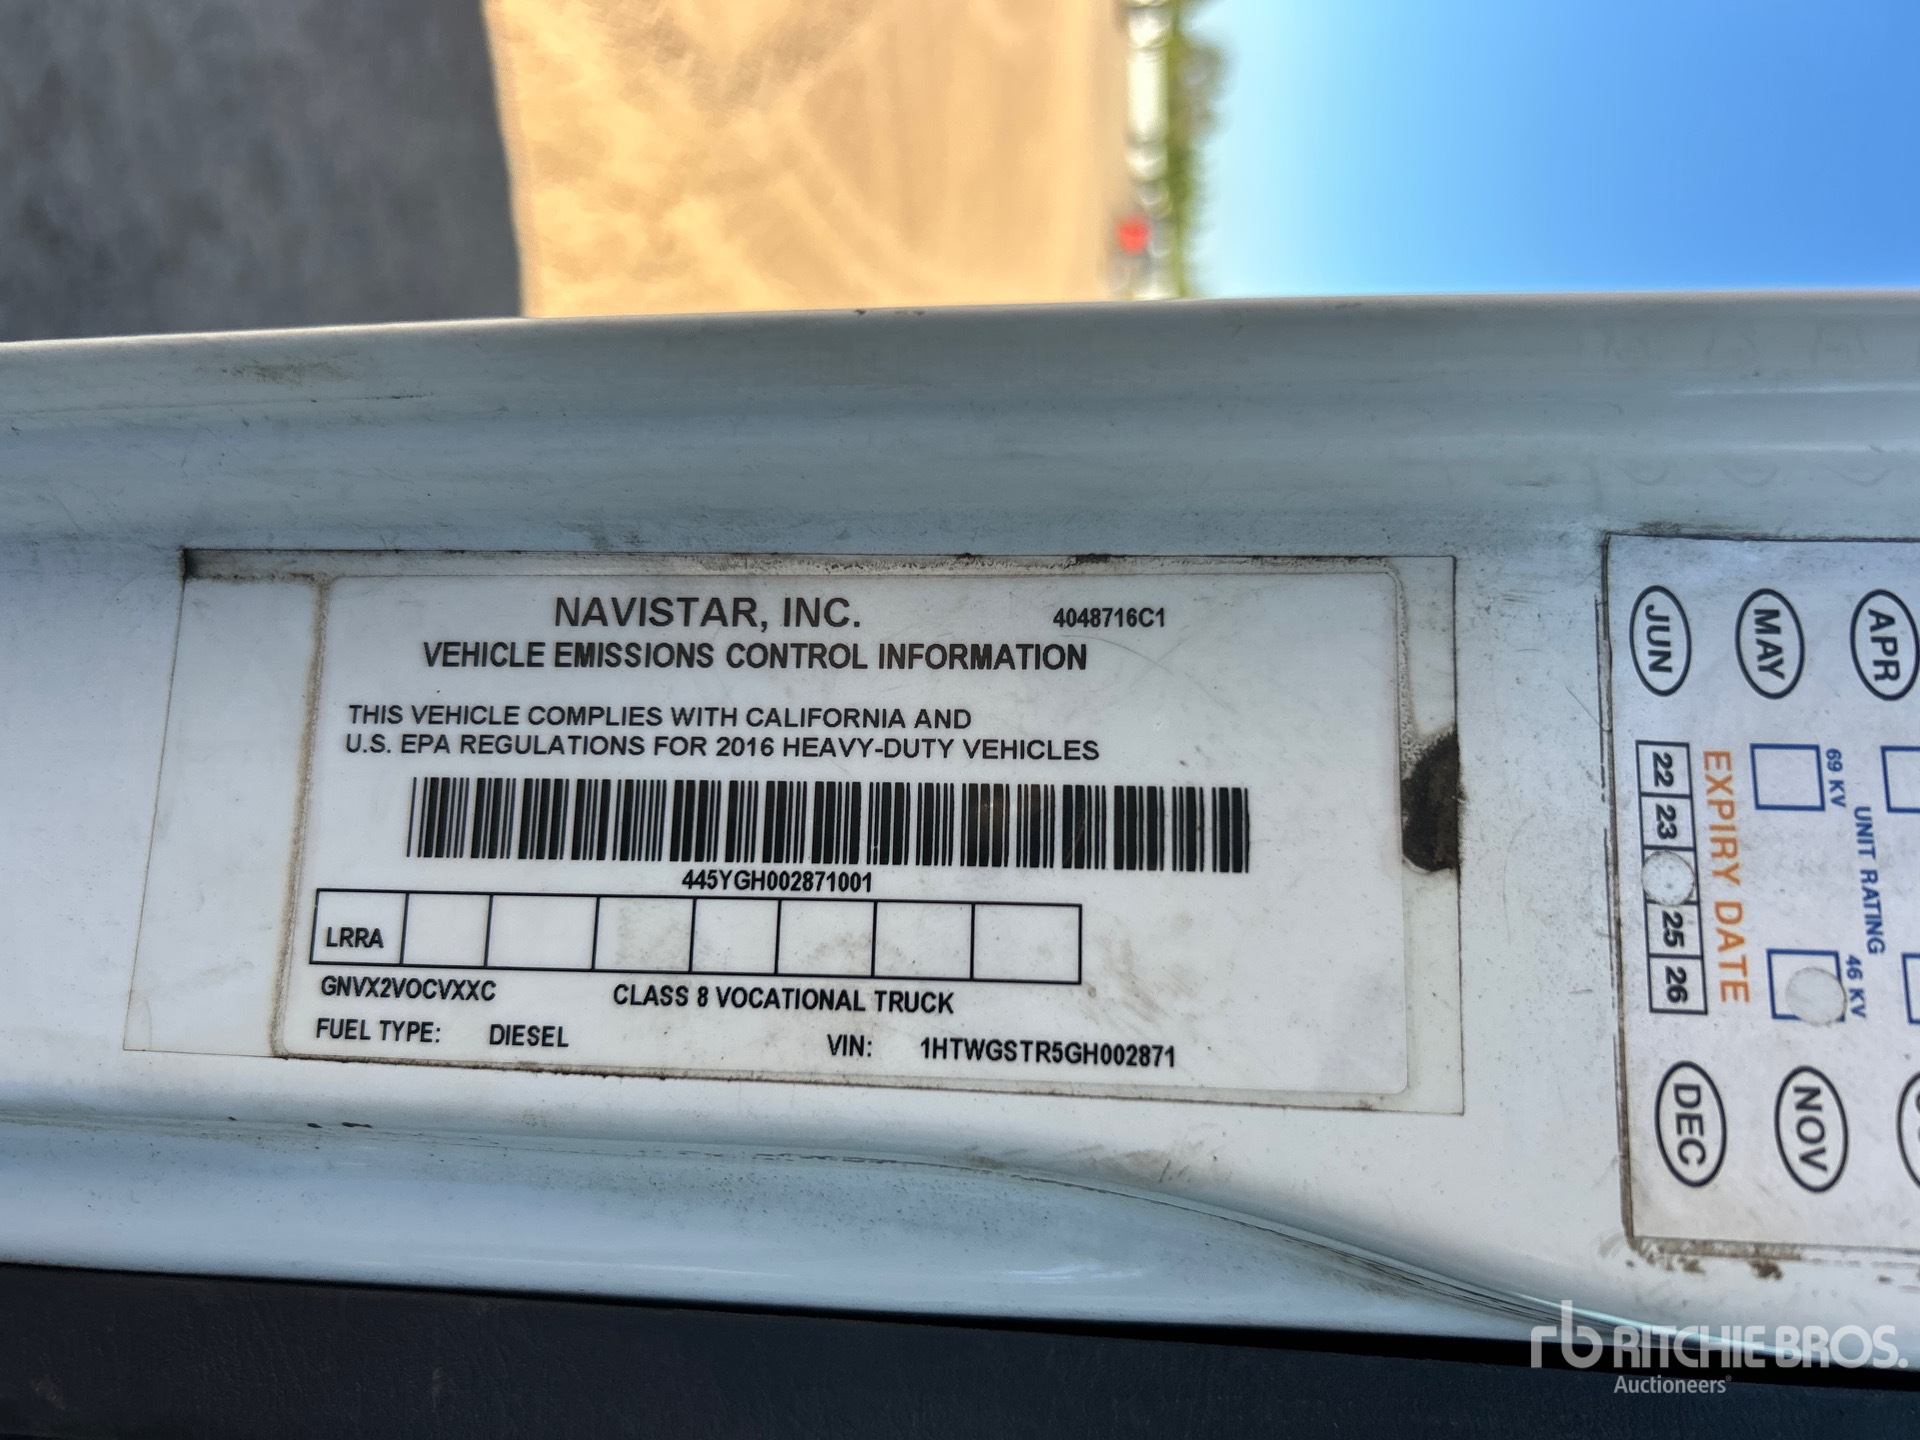 NAVISTAR, INC. 4048716C1
VEHICLE EMISSIONS CONTROL INFORMATION
THIS VEHICLE COMPLIES WITH CALIFORNIA AND
U.S. EPA REGULATIONS FOR 2016 HEAVY-DUTY VEHICLES
445YGH002871001
LRRA
GNVX2VOCVXXC CLASS 8 VOCATIONAL TRUCK
FUEL TYPE: DIESEL VIN: 1HTWGSTR5GH002871
APR
MAY
JUN
UNIT RATING
69 KV
46 KV
EXPIRY DATE
22 23 25 26
NOV
DEC
rb RITCHIE BROS.
Auctioneers